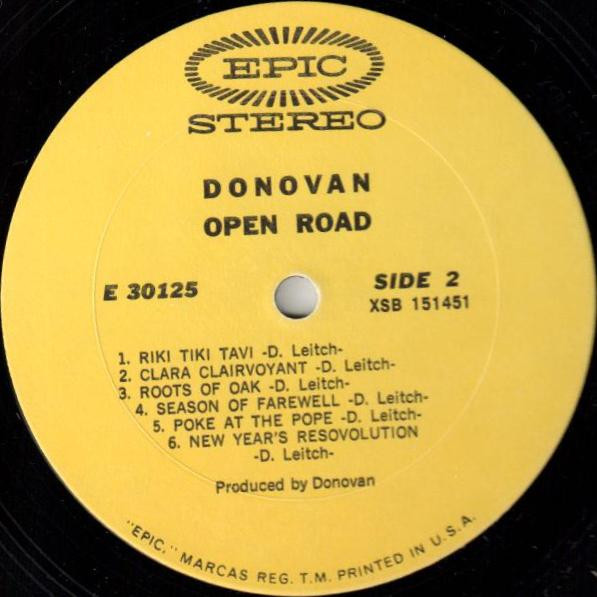 EPIC
STEREO
DONOVAN
OPEN ROAD
E 30125
SIDE 2
XSB 151451
1. RIKI TIKI TAVI -D. Leitch-
2. CLARA CLAIRVOYANT -D. Leitch-
3. ROOTS OF OAK -D. Leitch-
4. SEASON OF FAREWELL -D. Leitch-
5. POKE AT THE POPE -D. Leitch-
6. NEW YEAR'S RESOVOLUTION
-D. Leitch-
Produced by Donovan
"EPIC," MARCAS REG. T.M. PRINTED IN U.S.A.